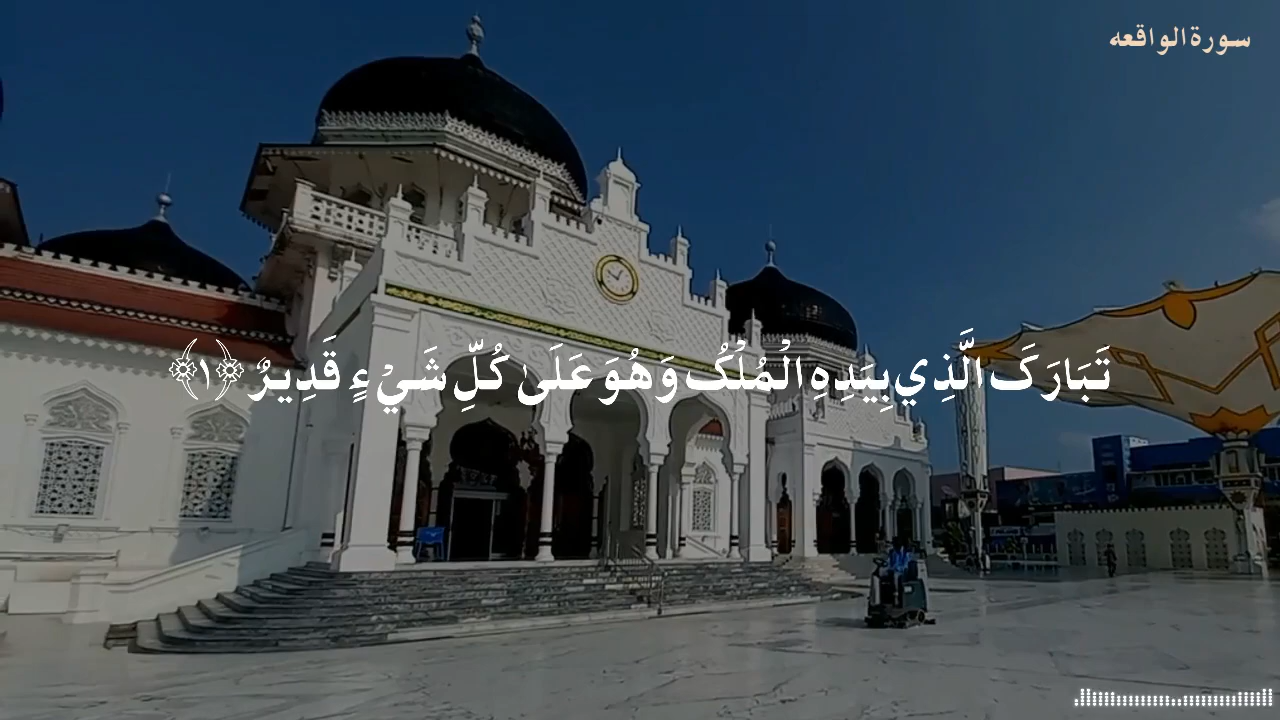 سورة الواقعه
تَبَارَكَ الَّذِي بِيَدِهِ الْمُلْكُ وَهُوَ عَلَىٰ كُلِّ شَيْءٍ قَدِيرٌ ﴿١﴾